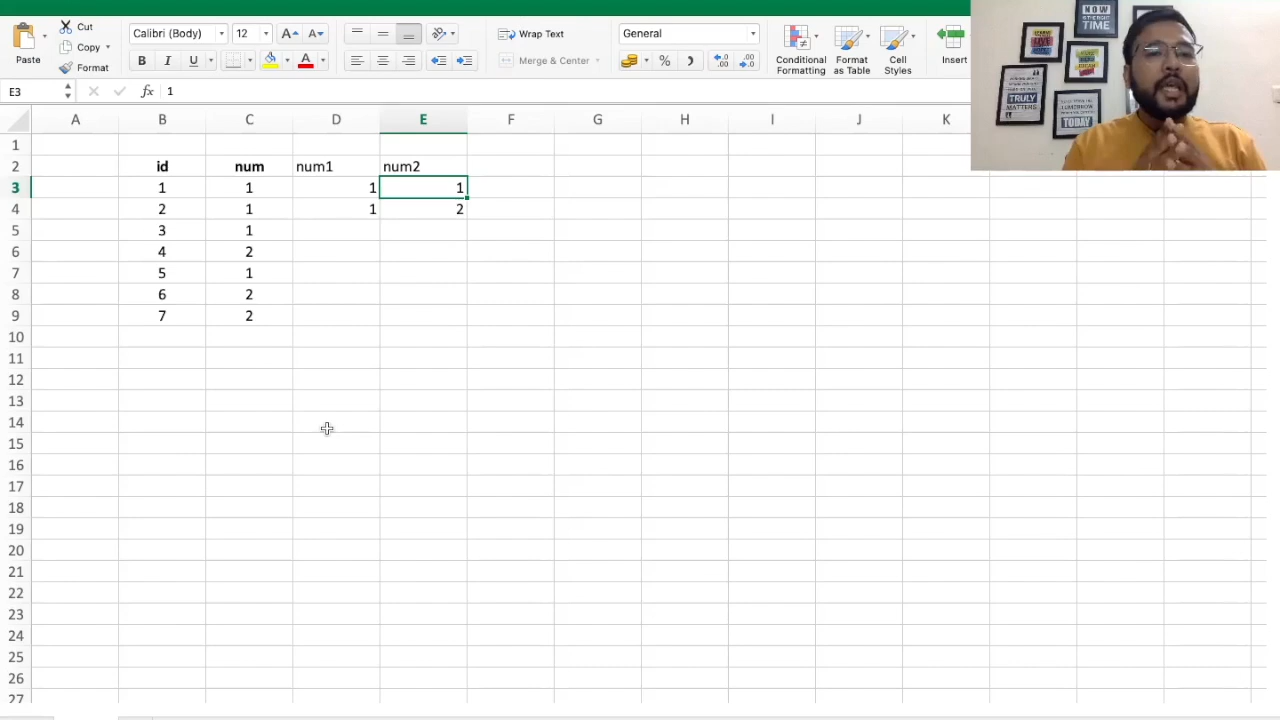 Cut
Copy
Format
Paste
Calibri (Body) 12 A A
B I U A
Wrap Text
Merge & Center
General
%
Conditional Formatting
Format as Table
Cell Styles
Insert
E3 fx 1
A B C D E F G H I J K
1
2 id num num1 num2
3 1 1 1 1
4 2 1 1 2
5 3 1
6 4 2
7 5 1
8 6 2
9 7 2
10
11
12
13
14
15
16
17
18
19
20
21
22
23
24
25
26
27
NOW
TIME
LIVE
TRULY
MATTERS
TODAY